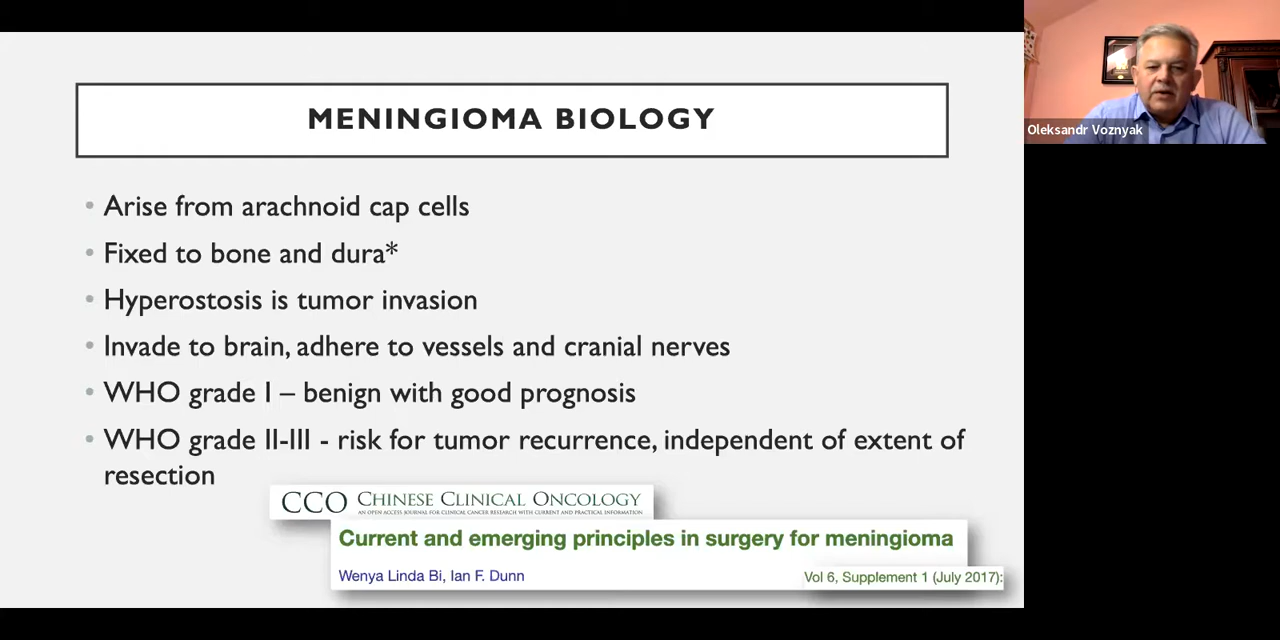 MENINGIOMA BIOLOGY
Oleksandr Voznyak
• Arise from arachnoid cap cells
• Fixed to bone and dura*
• Hyperostosis is tumor invasion
• Invade to brain, adhere to vessels and cranial nerves
• WHO grade I – benign with good prognosis
• WHO grade II-III - risk for tumor recurrence, independent of extent of
resection
CCO CHINESE CLINICAL ONCOLOGY
AN OPEN ACCESS JOURNAL FOR CLINICAL CANCER RESEARCH WITH CURRENT AND PRACTICAL INFORMATION
Current and emerging principles in surgery for meningioma
Wenya Linda Bi, Ian F. Dunn
Vol 6, Supplement 1 (July 2017):